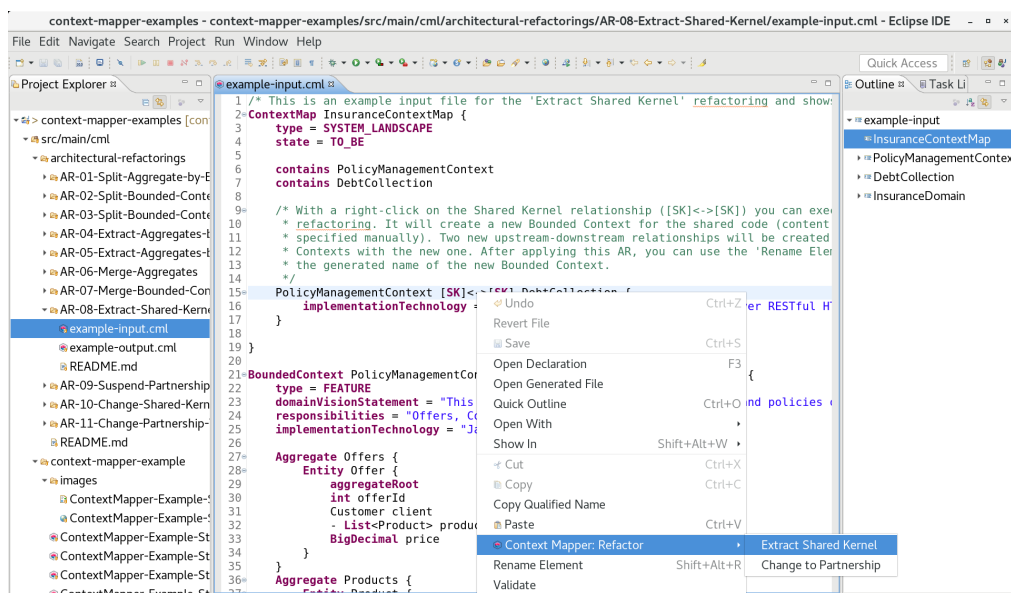 context-mapper-examples - context-mapper-examples/src/main/cml/architectural-refactorings/AR-08-Extract-Shared-Kernel/example-input.cml - Eclipse IDE
File Edit Navigate Search Project Run Window Help
Quick Access
Project Explorer
> context-mapper-examples [con
src/main/cml
architectural-refactorings
AR-01-Split-Aggregate-by-E
AR-02-Split-Bounded-Conte
AR-03-Split-Bounded-Conte
AR-04-Extract-Aggregates-b
AR-05-Extract-Aggregates-b
AR-06-Merge-Aggregates
AR-07-Merge-Bounded-Con
AR-08-Extract-Shared-Kerne
example-input.cml
example-output.cml
README.md
AR-09-Suspend-Partnership
AR-10-Change-Shared-Kern
AR-11-Change-Partnership-
README.md
context-mapper-example
images
ContextMapper-Example-S
ContextMapper-Example-S
ContextMapper-Example-St
ContextMapper-Example-St
ContextMapper-Example-St
ContextMapper-Example-St
example-input.cml
1 /* This is an example input file for the 'Extract Shared Kernel' refactoring and show
2 ContextMap InsuranceContextMap {
3 type = SYSTEM_LANDSCAPE
4 state = TO_BE
5
6 contains PolicyManagementContext
7 contains DebtCollection
8
9 /* With a right-click on the Shared Kernel relationship ([SK]<->[SK]) you can exe
10 * refactoring. It will create a new Bounded Context for the shared code (content
11 * specified manually). Two new upstream-downstream relationships will be created
12 * Contexts with the new one. After applying this AR, you can use the 'Rename Ele
13 * the generated name of the new Bounded Context.
14 */
15 PolicyManagementContext [SK]<->[SK] DebtCollection {
16 implementationTechnology = er RESTful HT
17 }
18
19 }
20
21 BoundedContext PolicyManagementCon {
22 type = FEATURE
23 domainVisionStatement = "This nd policies
24 responsibilities = "Offers, Co
25 implementationTechnology = "Ja
26
27 Aggregate Offers {
28 Entity Offer {
29 aggregateRoot
30 int offerId
31 Customer client
32 - List<Product> produc
33 BigDecimal price
34 }
35 }
36 Aggregate Products {
37 Entity Product {
Undo Ctrl+Z
Revert File
Save Ctrl+S
Open Declaration F3
Open Generated File
Quick Outline Ctrl+O
Open With
Show In Shift+Alt+W
Cut Ctrl+X
Copy Ctrl+C
Copy Qualified Name
Paste Ctrl+V
Context Mapper: Refactor
Rename Element Shift+Alt+R
Validate
Extract Shared Kernel
Change to Partnership
Outline
Task Li
example-input
InsuranceContextMap
PolicyManagementContex
DebtCollection
InsuranceDomain